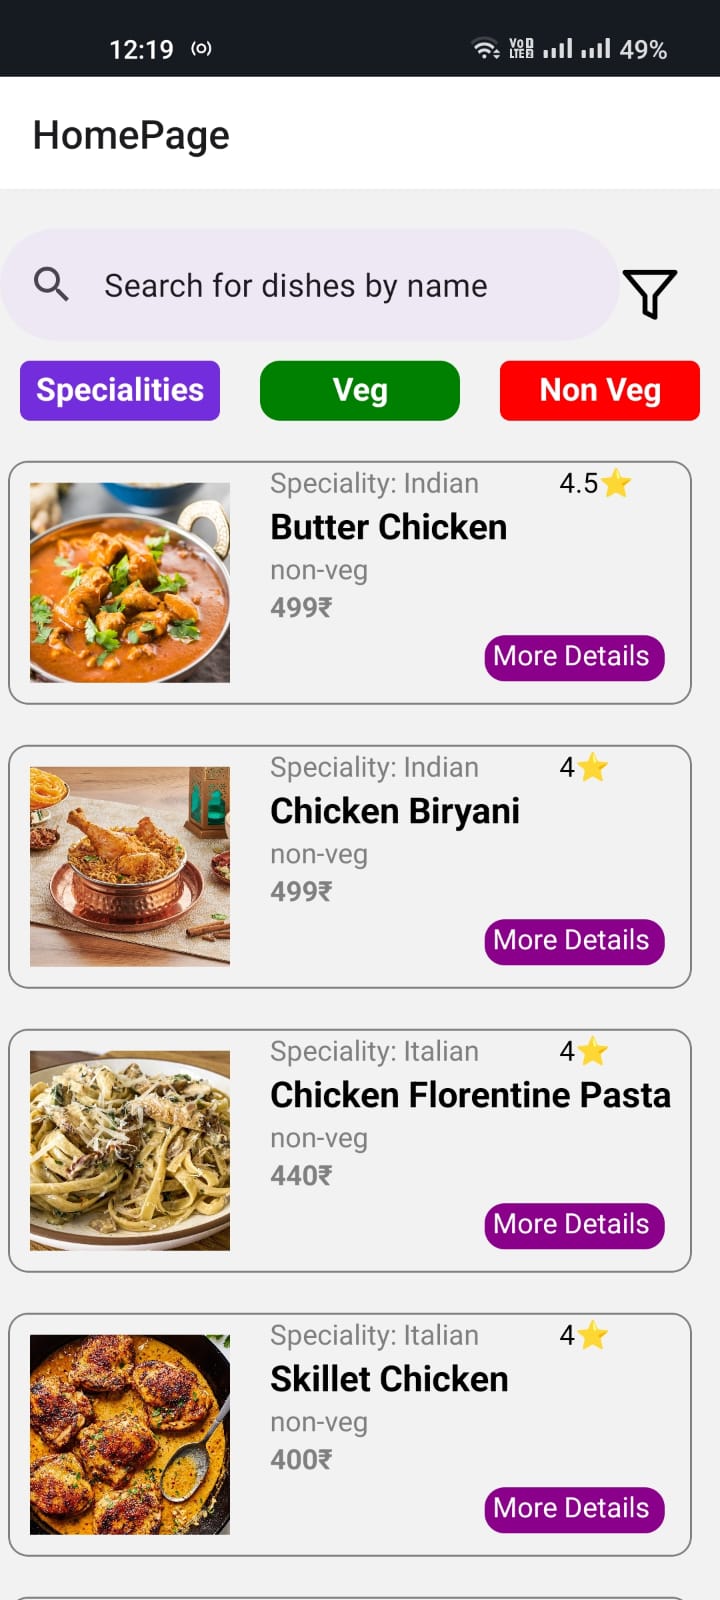 12:19 VoD LTE2 49%
HomePage
Search for dishes by name
Specialities Veg Non Veg
Speciality: Indian 4.5⭐
Butter Chicken
non-veg
499₹
More Details
Speciality: Indian 4⭐
Chicken Biryani
non-veg
499₹
More Details
Speciality: Italian 4⭐
Chicken Florentine Pasta
non-veg
440₹
More Details
Speciality: Italian 4⭐
Skillet Chicken
non-veg
400₹
More Details